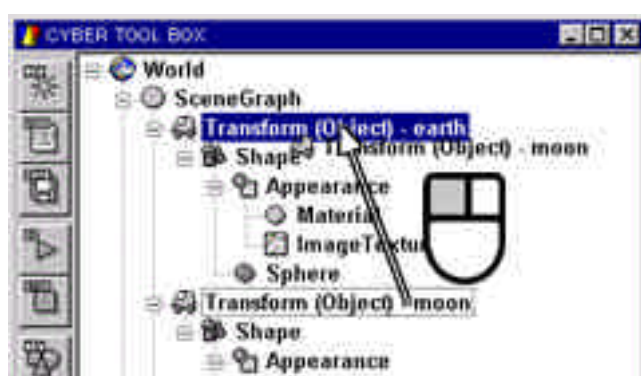 CYBER TOOL BOX
World
SceneGraph
Transform (Object) - earth
Transform (Object) - moon
Shape
Appearance
Material
ImageTextu
Sphere
Transform (Object) - moon
Shape
Appearance